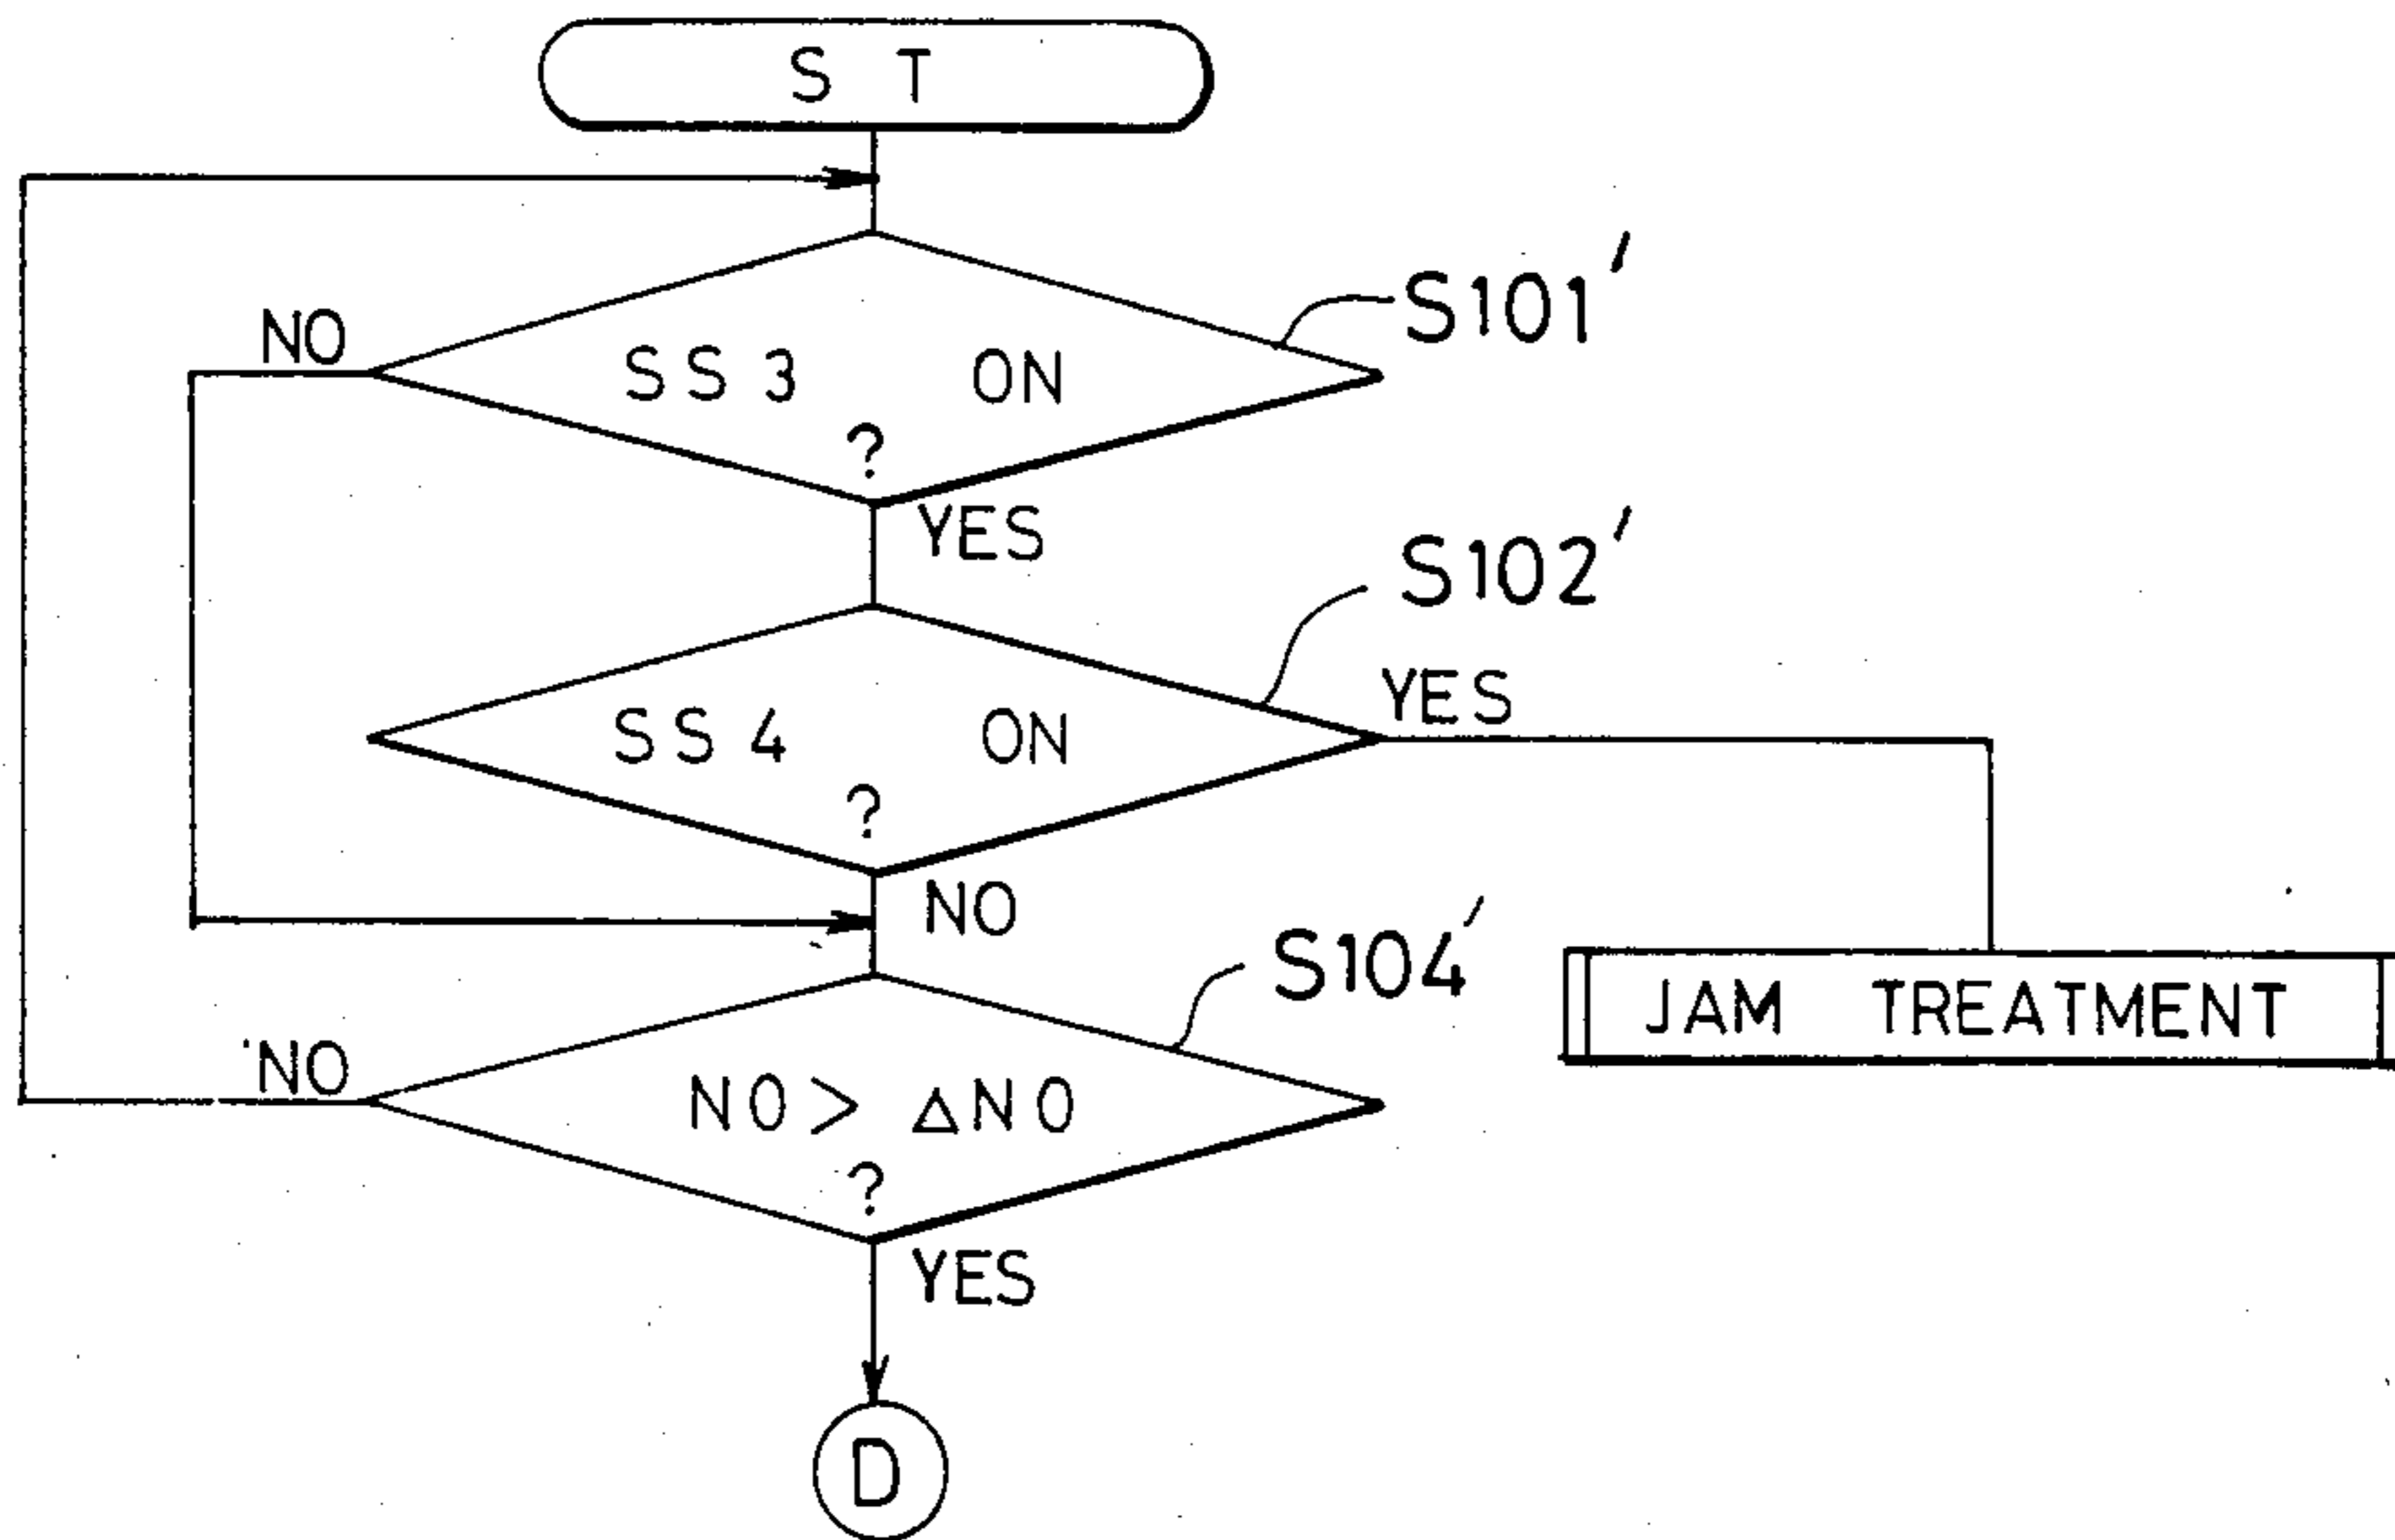 S T
S101'
NO
SS3 ON
?
YES
S102'
YES
SS4 ON
?
NO
S104'
JAM TREATMENT
NO
N0> ΔN0
?
YES
D